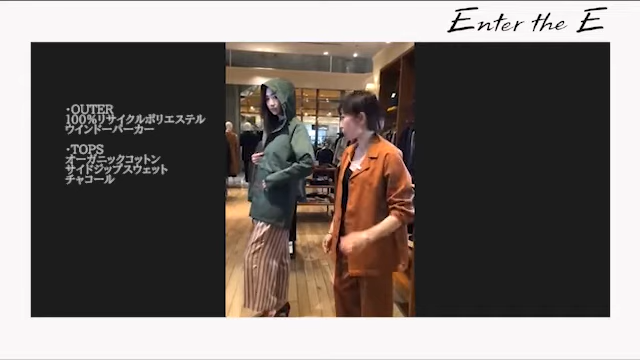 Enter the E
・OUTER
100%リサイクルポリエステル
ウインドーパーカー
・TOPS
オーガニックコットン
サイドジップスウェット
チャコール